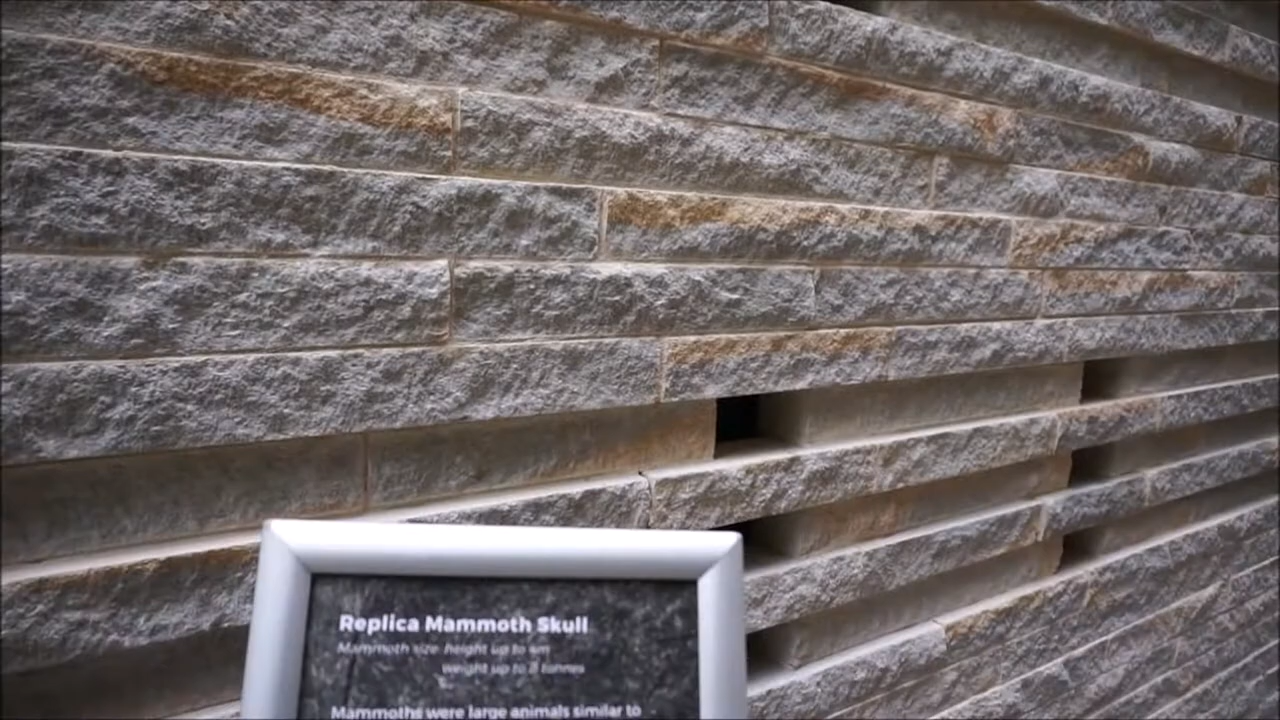 Replica Mammoth Skull
Mammoth size: height up to
weight up to 8 tonnes
Mammoths were large animals similar to